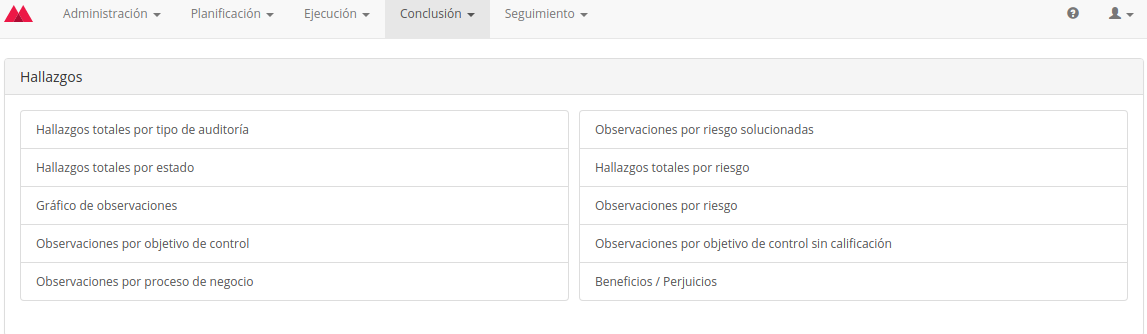 Administración Planificación Ejecución Conclusión Seguimiento
Hallazgos
Hallazgos totales por tipo de auditoría
Hallazgos totales por estado
Gráfico de observaciones
Observaciones por objetivo de control
Observaciones por proceso de negocio
Observaciones por riesgo solucionadas
Hallazgos totales por riesgo
Observaciones por riesgo
Observaciones por objetivo de control sin calificación
Beneficios / Perjuicios